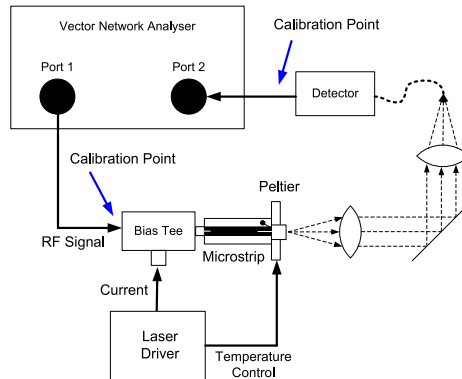 Vector Network Analyser
Calibration Point
Port 1
Port 2
Detector
Calibration Point
Peltier
Bias Tee
RF Signal
Microstrip
Current
Laser
Driver
Temperature
Control